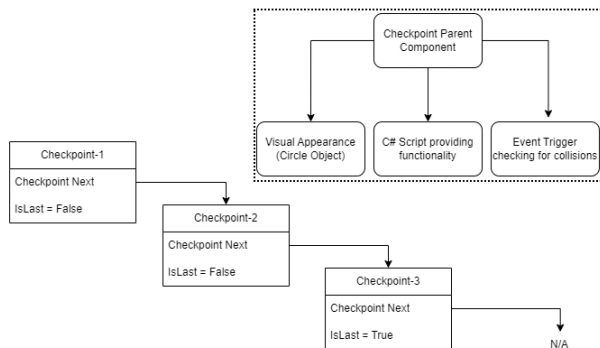 Checkpoint Parent
Component
Visual Appearance
(Circle Object)
C# Script providing
functionality
Event Trigger
checking for collisions
Checkpoint-1
Checkpoint Next
IsLast = False
Checkpoint-2
Checkpoint Next
IsLast = False
Checkpoint-3
Checkpoint Next
IsLast = True
N/A